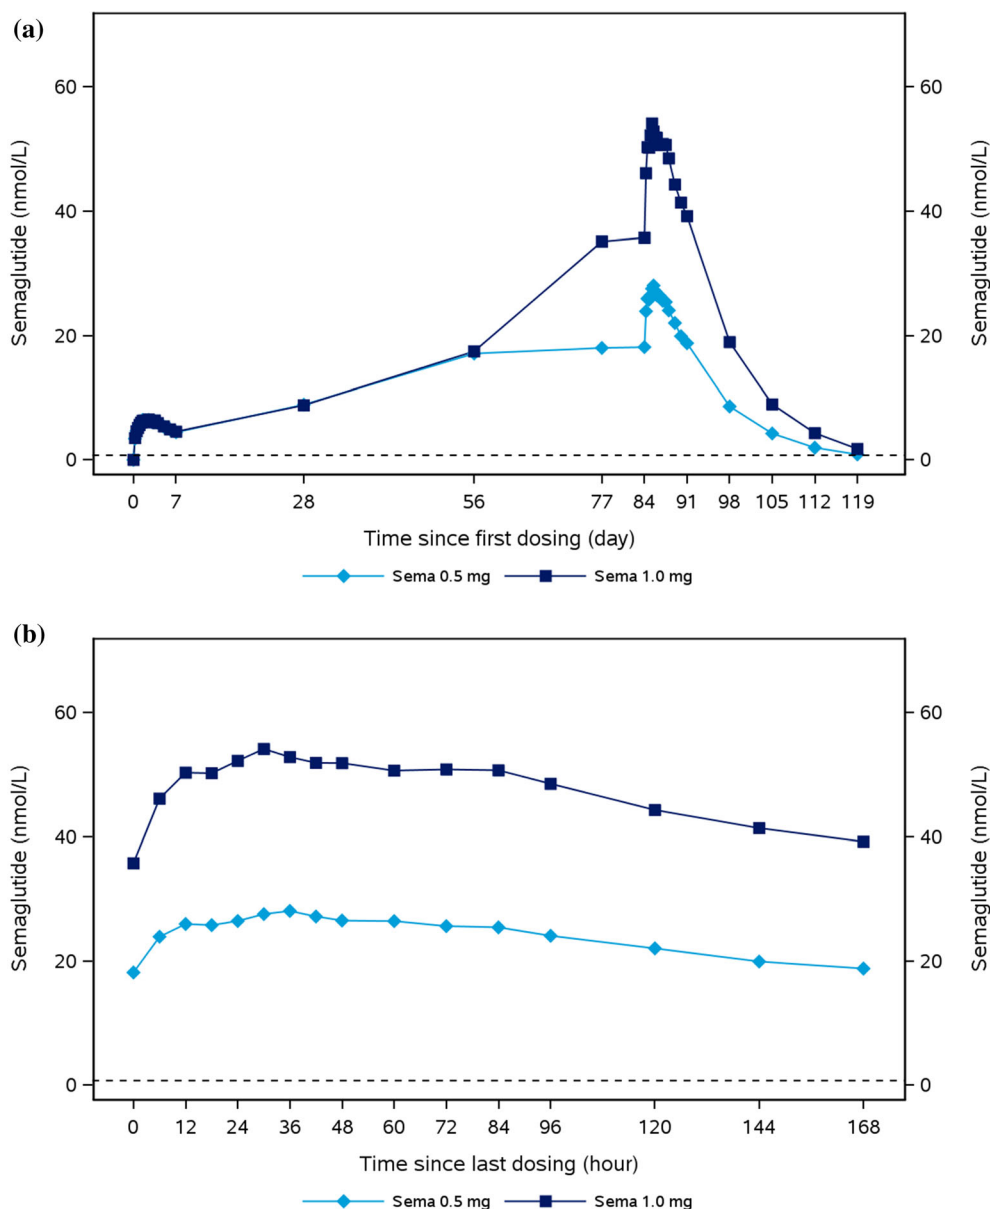 (a)
60 60
40 40
20 20
0 0
Semaglutide (nmol/L)
Semaglutide (nmol/L)
0 7 28 56 77 84 91 98 105 112 119
Time since first dosing (day)
Sema 0.5 mg Sema 1.0 mg
(b)
60 60
40 40
20 20
0 0
Semaglutide (nmol/L)
Semaglutide (nmol/L)
0 12 24 36 48 60 72 84 96 120 144 168
Time since last dosing (hour)
Sema 0.5 mg Sema 1.0 mg